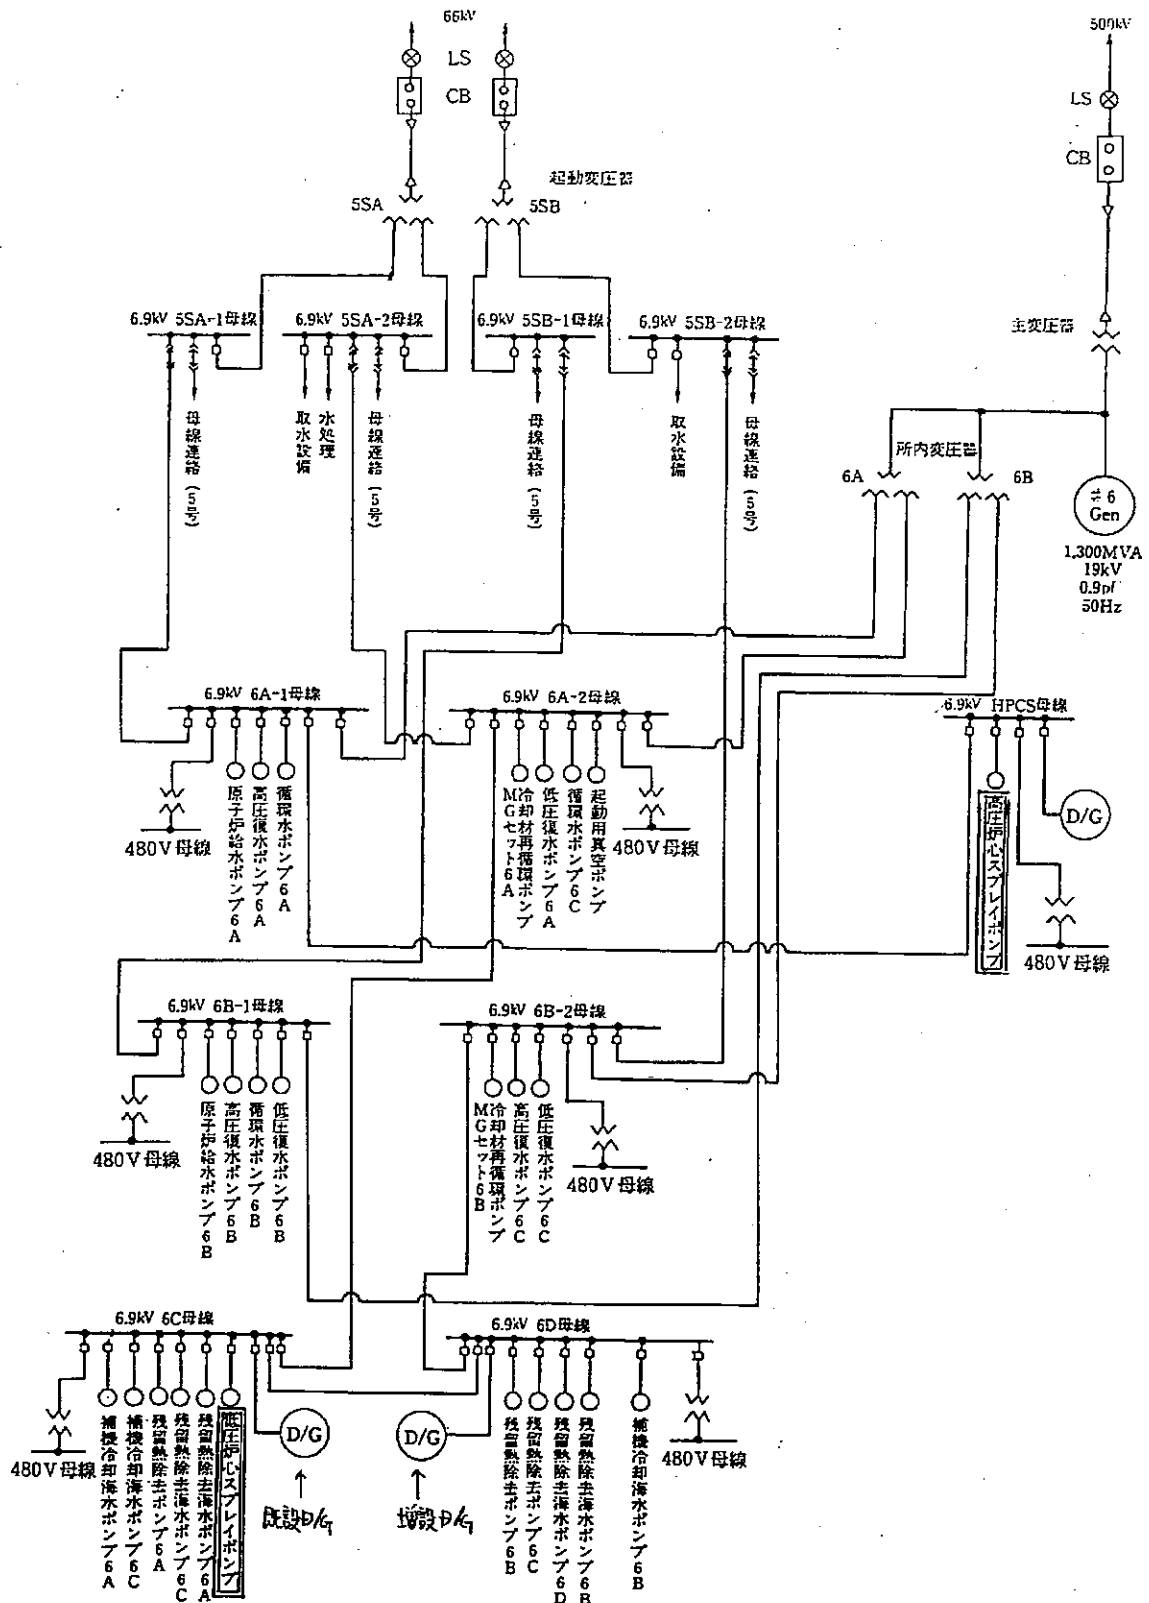 66kV
500kV
LS
CB
LS
CB
起動変圧器
5SA
5SB
主変圧器
6.9kV 5SA-1母線
6.9kV 5SA-2母線
6.9kV 5SB-1母線
6.9kV 5SB-2母線
母線連絡(5号)
取水設備
水処理
母線連絡(5号)
母線連絡(5号)
取水設備
母線連絡(5号)
所内変圧器
6A
6B
#6
Gen
1,300MVA
19kV
0.9pf
50Hz
6.9kV 6A-1母線
6.9kV 6A-2母線
6.9kV HPCS母線
480V母線
原子炉給水ポンプ6A
高圧復水ポンプ6A
循環水ポンプ6A
冷却材再循環ポンプ
MGセット6A
低圧復水ポンプ6A
循環水ポンプ6C
起動用真空ポンプ
480V母線
高圧炉心スプレイポンプ
D/G
480V母線
6.9kV 6B-1母線
6.9kV 6B-2母線
480V母線
原子炉給水ポンプ6B
高圧復水ポンプ6B
循環水ポンプ6B
低圧復水ポンプ6B
冷却材再循環ポンプ
MGセット6B
高圧復水ポンプ6C
低圧復水ポンプ6C
480V母線
6.9kV 6C母線
6.9kV 6D母線
480V母線
補機冷却海水ポンプ6A
補機冷却海水ポンプ6C
残留熱除去ポンプ6A
残留熱除去海水ポンプ6C
残留熱除去海水ポンプ6A
低圧炉心スプレイポンプ
D/G
既設D/G
D/G
増設D/G
残留熱除去ポンプ6B
残留熱除去ポンプ6C
残留熱除去海水ポンプ6D
残留熱除去海水ポンプ6B
補機冷却海水ポンプ6B
480V母線